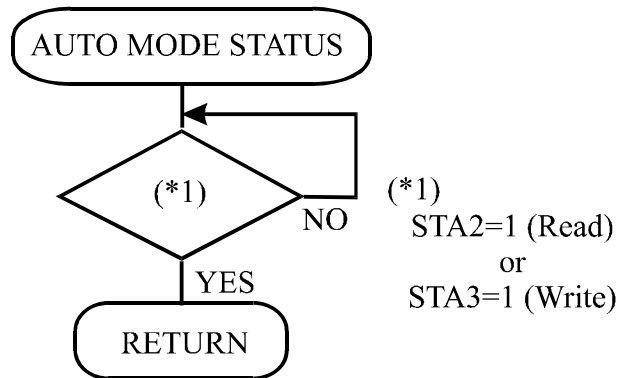 AUTO MODE STATUS
(*1)
NO
(*1)
STA2=1 (Read)
or
STA3=1 (Write)
YES
RETURN